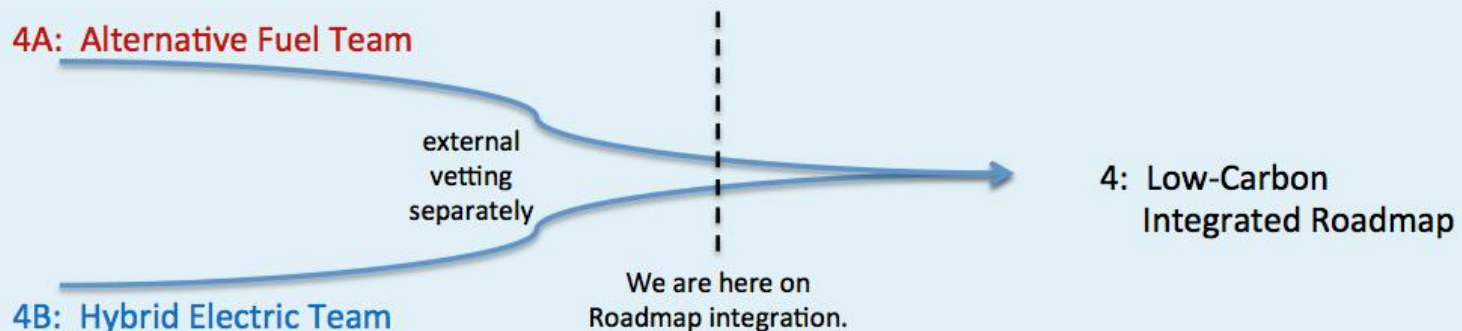 4A: Alternative Fuel Team
external
vetting
separately
4: Low-Carbon
Integrated Roadmap
We are here on
Roadmap integration.
4B: Hybrid Electric Team